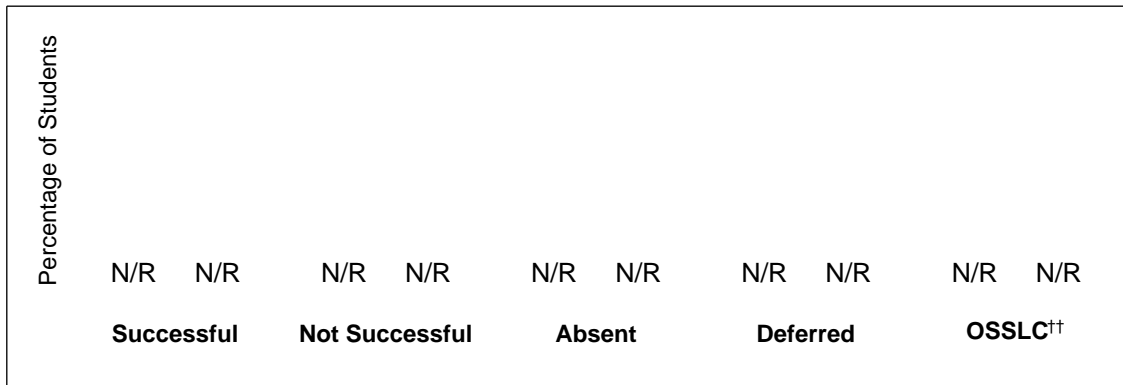 Percentage of Students
N/R N/R N/R N/R N/R N/R N/R N/R N/R N/R
Successful Not Successful Absent Deferred OSSLC††